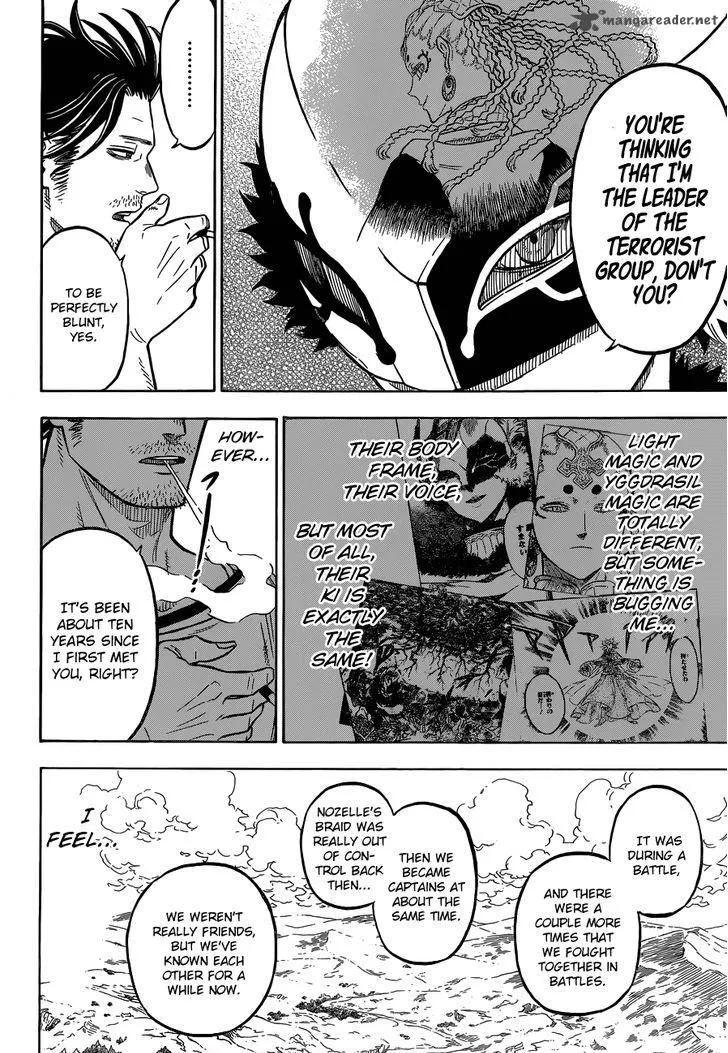 mangareader.net
YOU'RE
THINKING
THAT I'M
THE LEADER
OF THE
TERRORIST
GROUP, DON'T
YOU?
.........
TO BE
PERFECTLY
BLUNT,
YES.
LIGHT
MAGIC AND
YGGDRASIL
MAGIC ARE
TOTALLY
DIFFERENT,
BUT SOME-
THING IS
BUGGING
ME...
THEIR BODY
FRAME,
THEIR VOICE,
BUT MOST
OF ALL,
THEIR
KI IS
EXACTLY
THE
SAME!
すまない
HOW-
EVER...
IT'S BEEN
ABOUT TEN
YEARS SINCE
I FIRST MET
YOU, RIGHT?
IT WAS
DURING A
BATTLE,
AND THERE
WERE A
COUPLE MORE
TIMES THAT
WE FOUGHT
TOGETHER IN
BATTLES.
THEN WE
BECAME
CAPTAINS AT
ABOUT THE
SAME TIME.
NOZELLE'S
BRAID WAS
REALLY OUT
OF CON-
TROL BACK
THEN...
WE WEREN'T
REALLY FRIENDS,
BUT WE'VE
KNOWN EACH
OTHER FOR A
WHILE NOW.
I
FEEL...